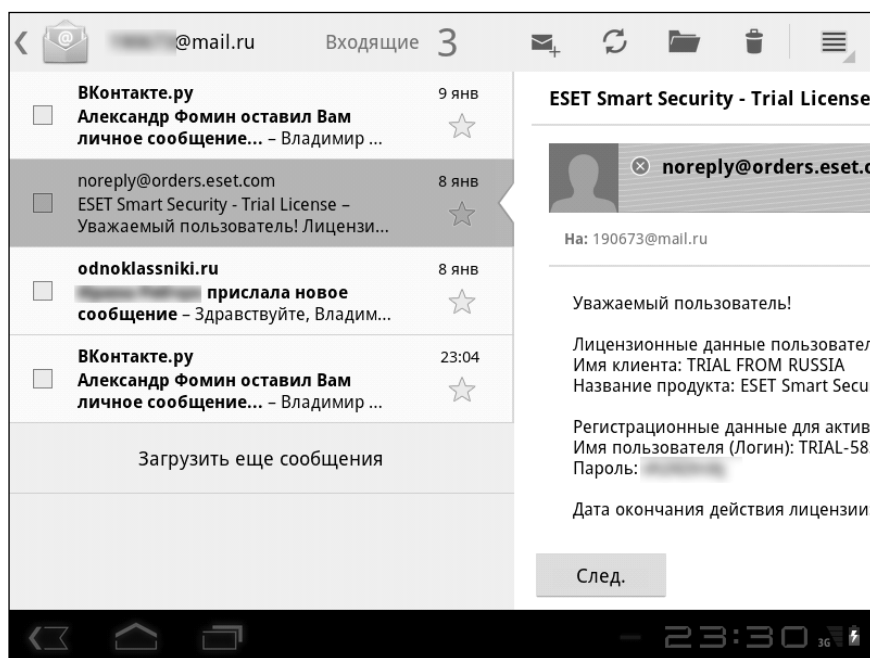 @mail.ru
Входящие 3
ВКонтакте.ру 9 янв
Александр Фомин оставил Вам
личное сообщение... – Владимир ...
noreply@orders.eset.com 8 янв
ESET Smart Security - Trial License –
Уважаемый пользователь! Лицензи...
odnoklassniki.ru 8 янв
прислала новое
сообщение – Здравствуйте, Владим...
ВКонтакте.ру 23:04
Александр Фомин оставил Вам
личное сообщение... – Владимир ...
Загрузить еще сообщения
ESET Smart Security - Trial License
noreply@orders.eset.c
На: 190673@mail.ru
Уважаемый пользователь!
Лицензионные данные пользовател
Имя клиента: TRIAL FROM RUSSIA
Название продукта: ESET Smart Secu
Регистрационные данные для актив
Имя пользователя (Логин): TRIAL-58
Пароль:
Дата окончания действия лицензии:
След.
23:30 3G